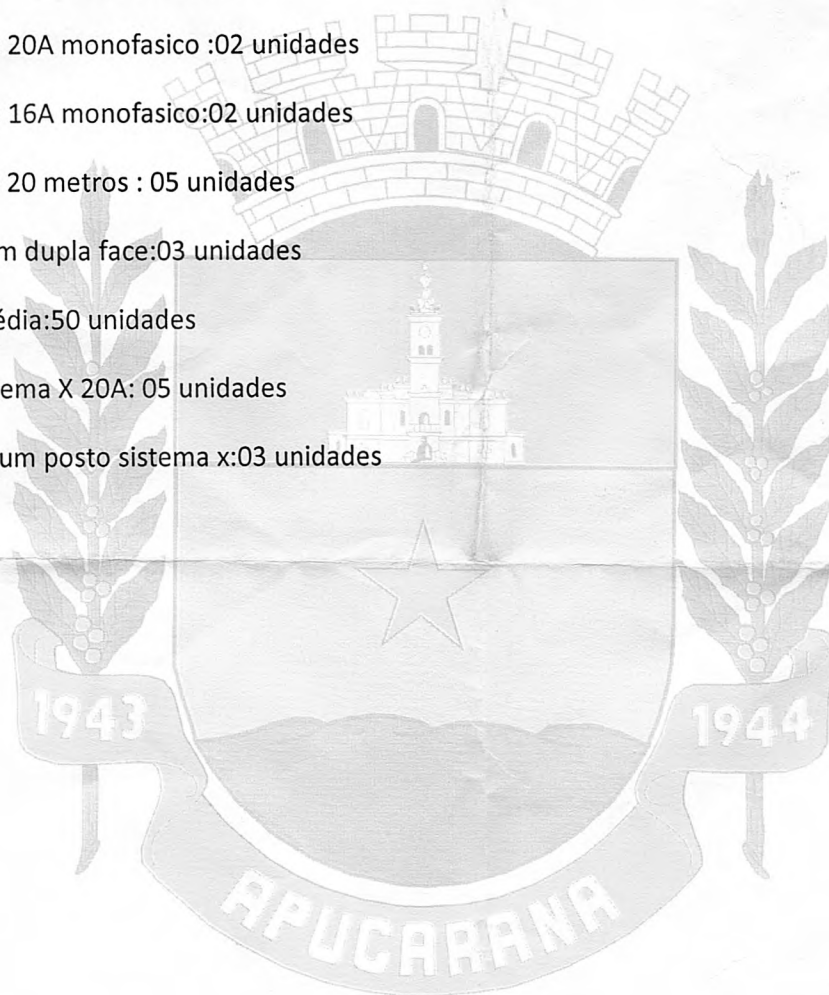 20A monofasico :02 unidades
16A monofasico:02 unidades
20 metros : 05 unidades
m dupla face:03 unidades
édia:50 unidades
ema X 20A: 05 unidades
um posto sistema x:03 unidades
1943
1944
APUCARANA